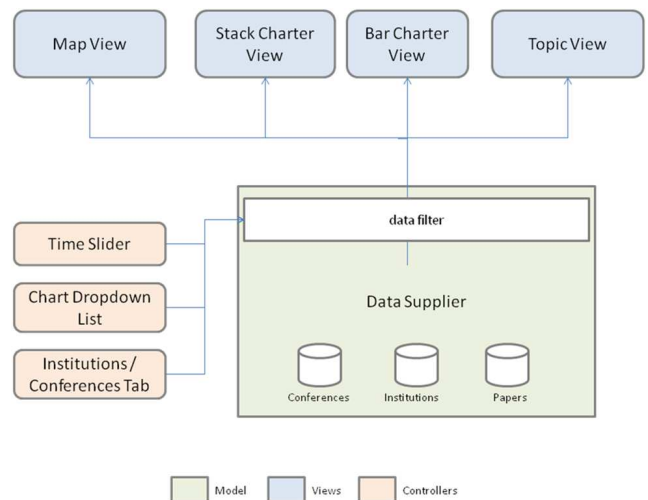 Map View
Stack Charter
View
Bar Charter
View
Topic View
data filter
Time Slider
Chart Dropdown
List
Institutions /
Conferences Tab
Data Supplier
Conferences
Institutions
Papers
Model
Views
Controllers